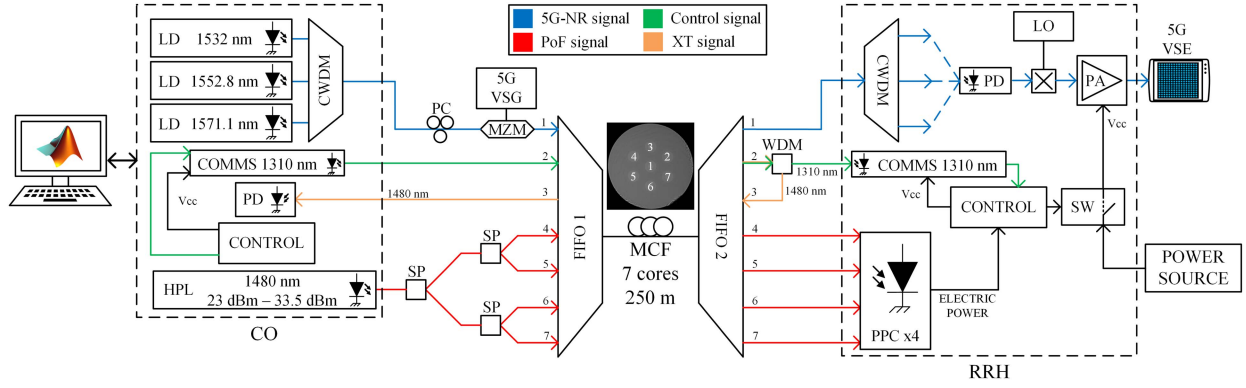 5G-NR signal
Control signal
PoF signal
XT signal
LD 1532 nm
LD 1552.8 nm
LD 1571.1 nm
CWDM
COMMS 1310 nm
Vcc
PD
CONTROL
HPL
1480 nm
23 dBm – 33.5 dBm
CO
PC
5G
VSG
MZM
1480 nm
SP
SP
SP
1
2
3
4
5
6
7
FIFO 1
3
4
2
1
5
7
6
MCF
7 cores
250 m
FIFO 2
1
2
3
4
5
6
7
WDM
1310 nm
1480 nm
CWDM
PD
LO
PA
5G
VSE
Vcc
COMMS 1310 nm
Vcc
CONTROL
SW
POWER
SOURCE
ELECTRIC
POWER
PPC x4
RRH